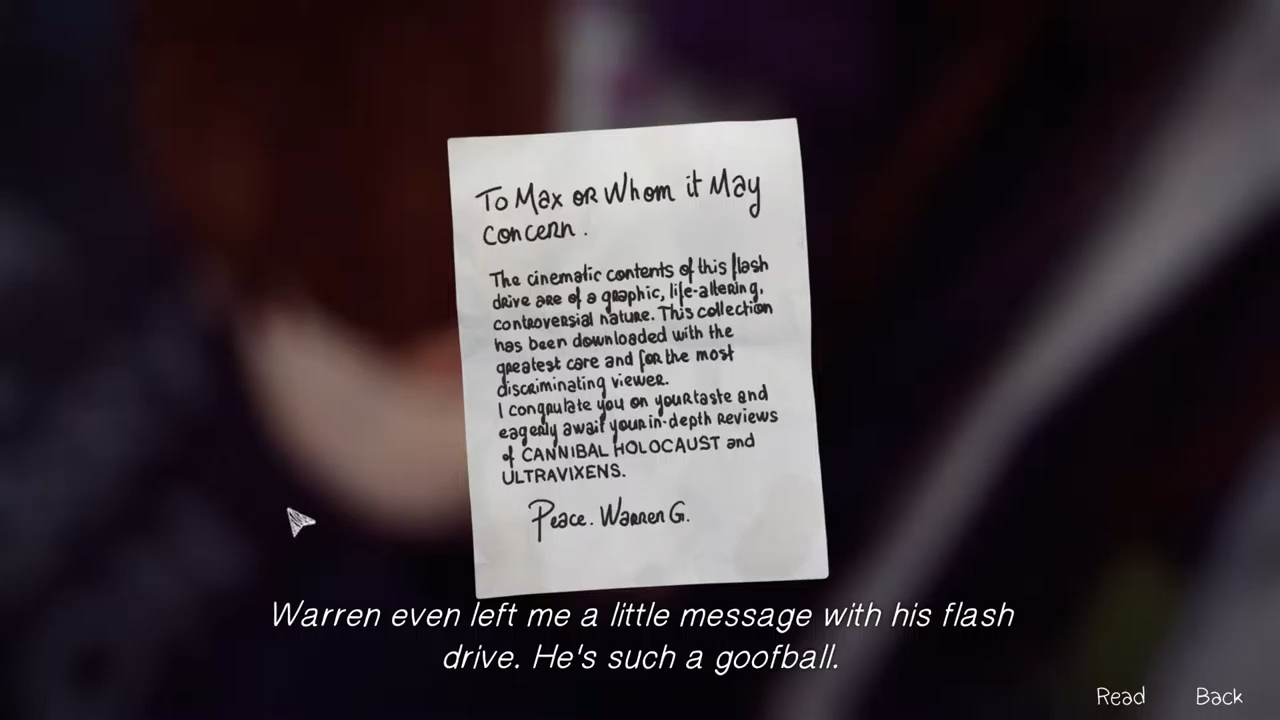 To Max or Whom it May
Concern.
The cinematic contents of this flash
drive are of a graphic, life-altering,
controversial nature. This collection
has been downloaded with the
greatest care and for the most
discriminating viewer.
I congrulate you on your taste and
eagerly await your in-depth reviews
of CANNIBAL HOLOCAUST and
ULTRAVIXENS.
Peace. Warren G.
Warren even left me a little message with his flash
drive. He's such a goofball.
Read Back